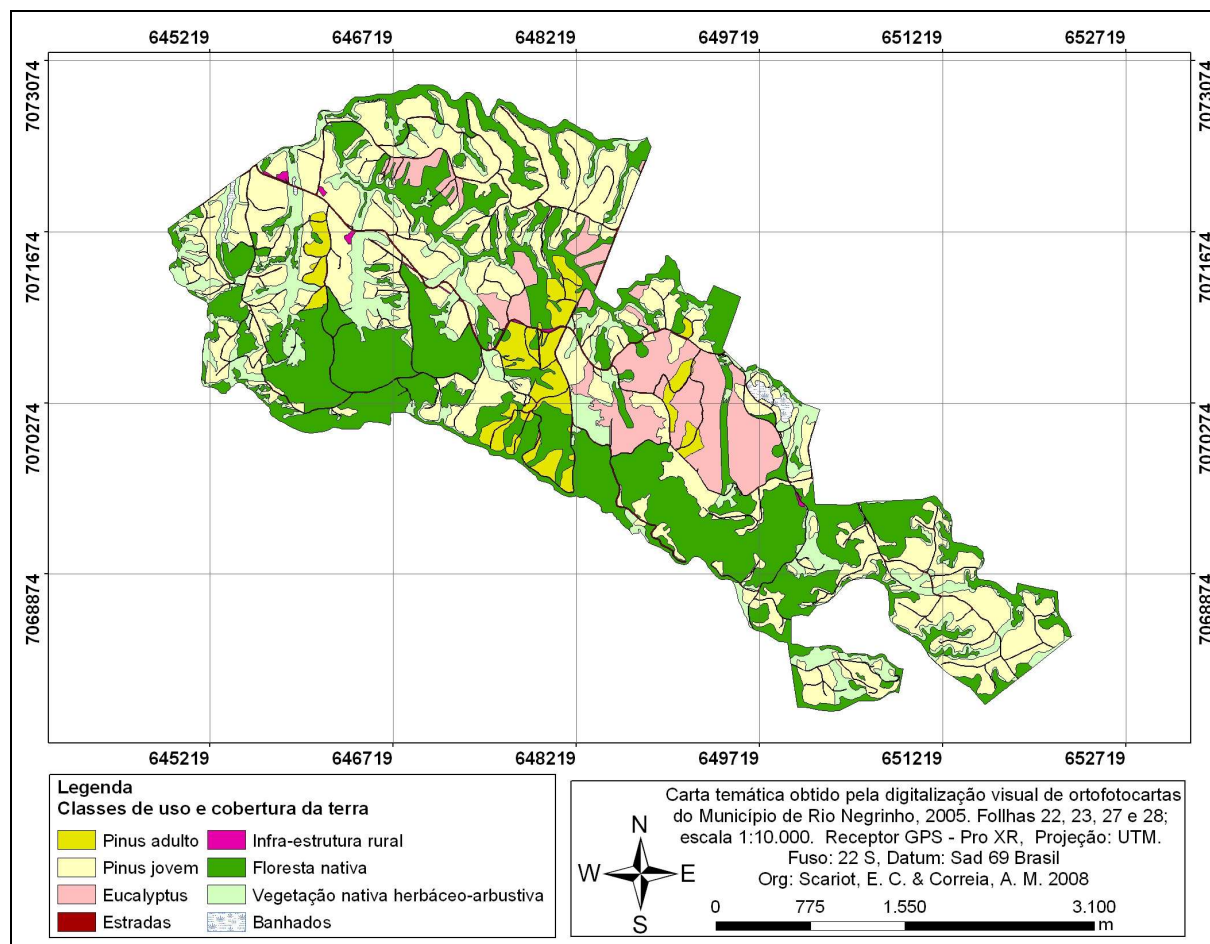 645219 646719 648219 649719 651219 652719
7073074 7073074
7071674 7071674
7070274 7070274
7068874 7068874
645219 646719 648219 649719 651219 652719
Legenda
Classes de uso e cobertura da terra
Pinus adulto Infra-estrutura rural
Pinus jovem Floresta nativa
Eucalyptus Vegetação nativa herbáceo-arbustiva
Estradas Banhados
Carta temática obtido pela digitalização visual de ortofotocartas
do Município de Rio Negrinho, 2005. Follhas 22, 23, 27 e 28;
escala 1:10.000. Receptor GPS - Pro XR, Projeção: UTM.
Fuso: 22 S, Datum: Sad 69 Brasil
Org: Scariot, E. C. & Correia, A. M. 2008
N
W E
S
0 775 1.550 3.100
m